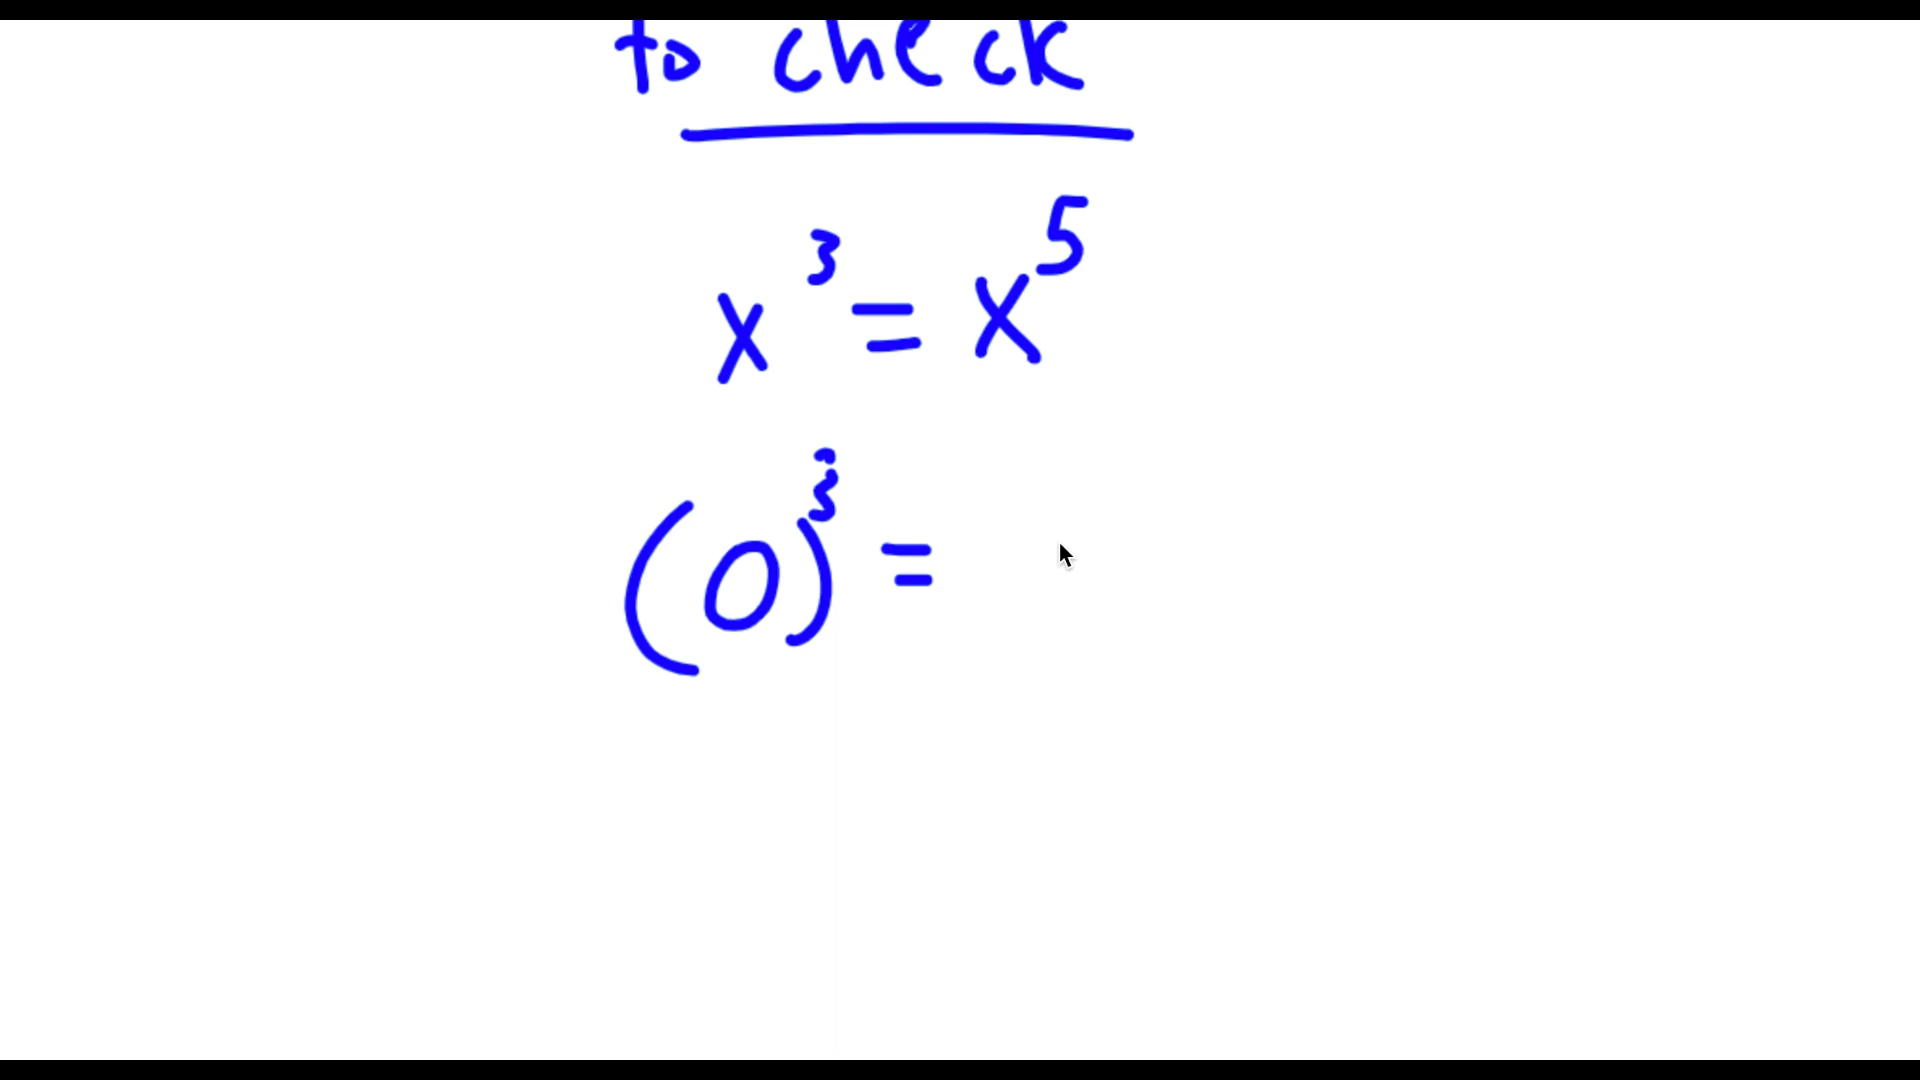 to check
x³ = x⁵
(0)³ =